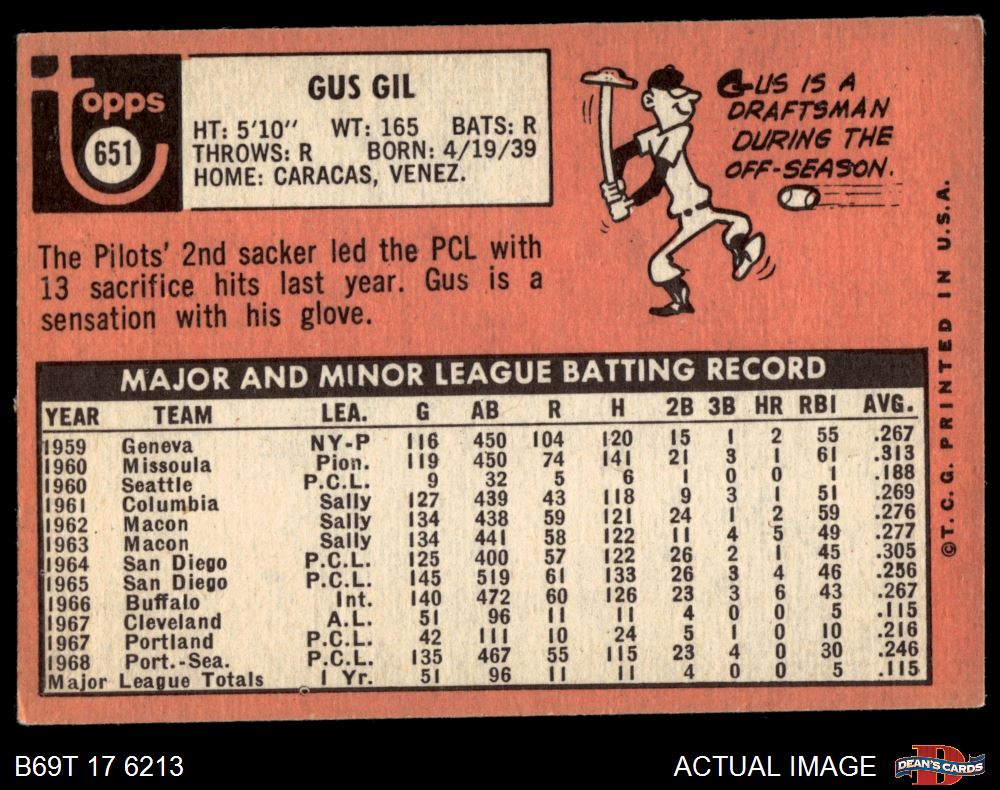 topps
651
GUS GIL
HT: 5'10" WT: 165 BATS: R
THROWS: R BORN: 4/19/39
HOME: CARACAS, VENEZ.
GUS IS A
DRAFTSMAN
DURING THE
OFF-SEASON.
The Pilots' 2nd sacker led the PCL with
13 sacrifice hits last year. Gus is a
sensation with his glove.
MAJOR AND MINOR LEAGUE BATTING RECORD
YEAR TEAM LEA. G AB R H 2B 3B HR RBI AVG.
1959 Geneva NY-P 116 450 104 120 15 1 2 55 .267
1960 Missoula Pion. 119 450 74 141 21 3 1 61 .313
1960 Seattle P.C.L. 9 32 5 6 1 0 0 1 .188
1961 Columbia Sally 127 439 43 118 9 3 1 51 .269
1962 Macon Sally 134 438 59 121 24 1 2 59 .276
1963 Macon Sally 134 441 58 122 11 4 5 49 .277
1964 San Diego P.C.L. 125 400 57 122 26 2 1 45 .305
1965 San Diego P.C.L. 145 519 61 133 26 3 4 46 .256
1966 Buffalo Int. 140 472 60 126 23 3 6 43 .267
1967 Cleveland A.L. 51 96 11 11 4 0 0 5 .115
1967 Portland P.C.L. 42 111 10 24 5 1 0 10 .216
1968 Port.-Sea. P.C.L. 135 467 55 115 23 4 0 30 .246
Major League Totals 1 Yr. 51 96 11 11 4 0 0 5 .115
©T. C. G. PRINTED IN U.S.A.
B69T 17 6213
ACTUAL IMAGE
D
DEAN'S CARDS